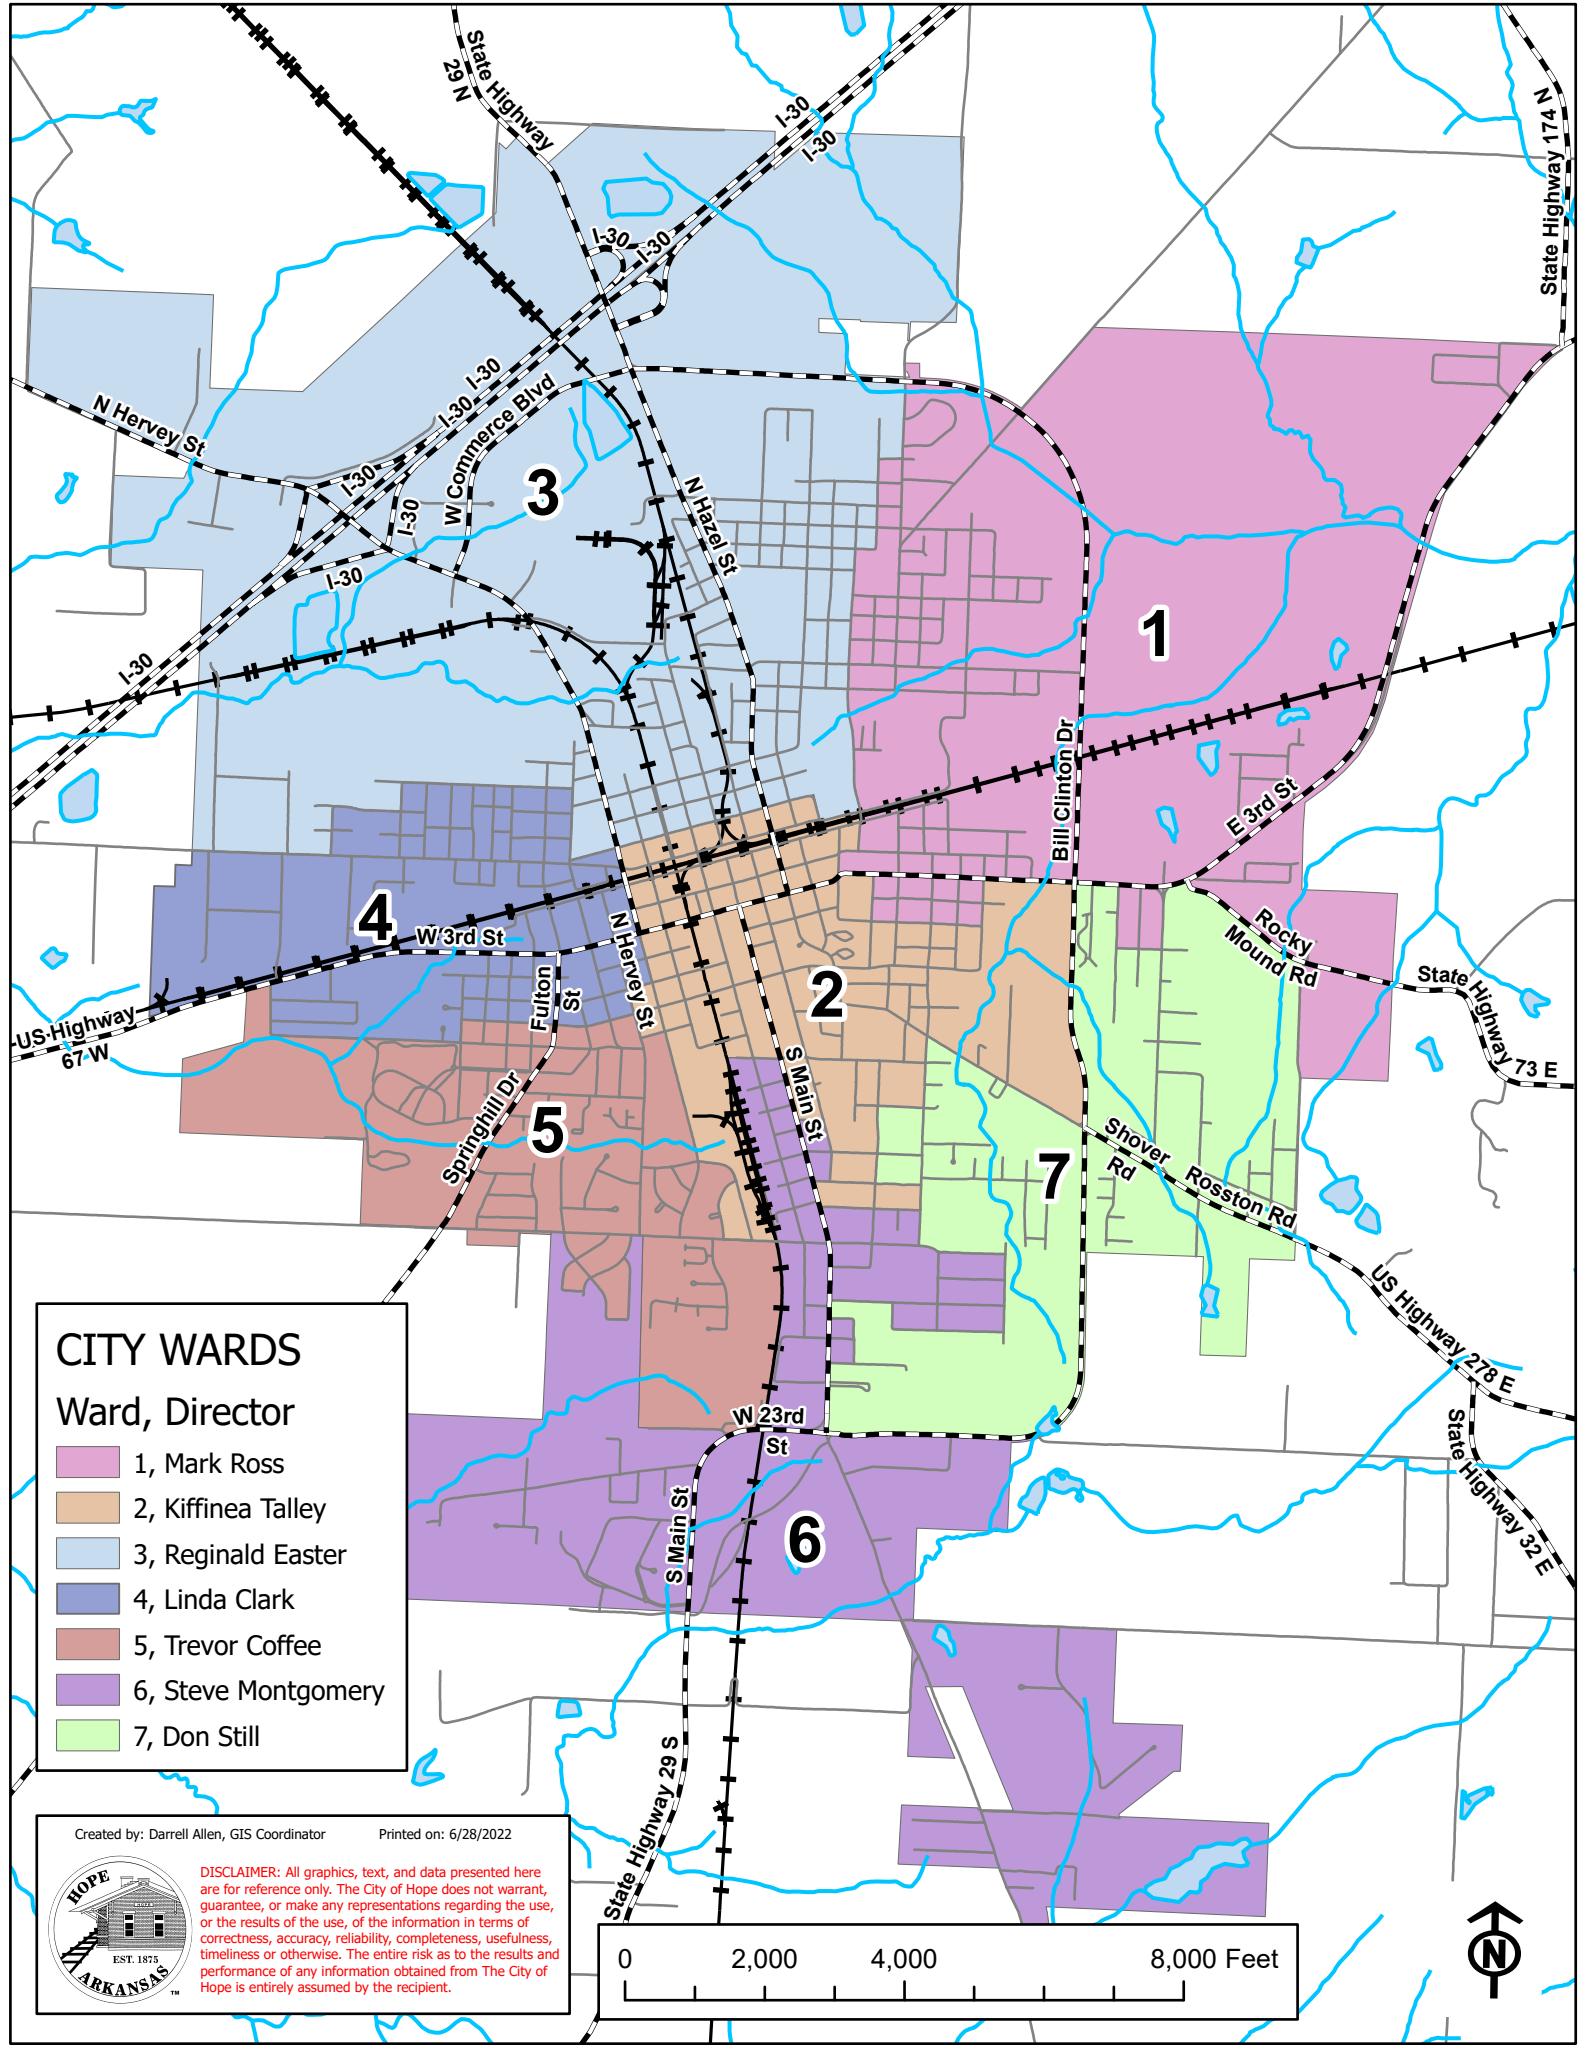 State Highway
29 N
I-30
I-30
State Highway 174 N
I-30
I-30
N Hervey St
I-30
I-30
W Commerce Blvd
I-30
I-30
I-30
I-30
3
N Hazel St
1
Bill Clinton Dr
E 3rd St
4
W 3rd St
N Hervey St
Fulton
St
2
Rocky
Mound Rd
State Highway
73 E
US Highway
67 W
S Main St
Springhill Dr
5
7
Shover
Rd
Rosston Rd
US Highway 278 E
State Highway 32 E
W 23rd
St
S Main St
6
State Highway 29 S
CITY WARDS
Ward, Director
1, Mark Ross
2, Kiffinea Talley
3, Reginald Easter
4, Linda Clark
5, Trevor Coffee
6, Steve Montgomery
7, Don Still
Created by: Darrell Allen, GIS Coordinator Printed on: 6/28/2022
HOPE
EST. 1875
ARKANSAS
TM
DISCLAIMER: All graphics, text, and data presented here
are for reference only. The City of Hope does not warrant,
guarantee, or make any representations regarding the use,
or the results of the use, of the information in terms of
correctness, accuracy, reliability, completeness, usefulness,
timeliness or otherwise. The entire risk as to the results and
performance of any information obtained from The City of
Hope is entirely assumed by the recipient.
0 2,000 4,000 8,000 Feet
N